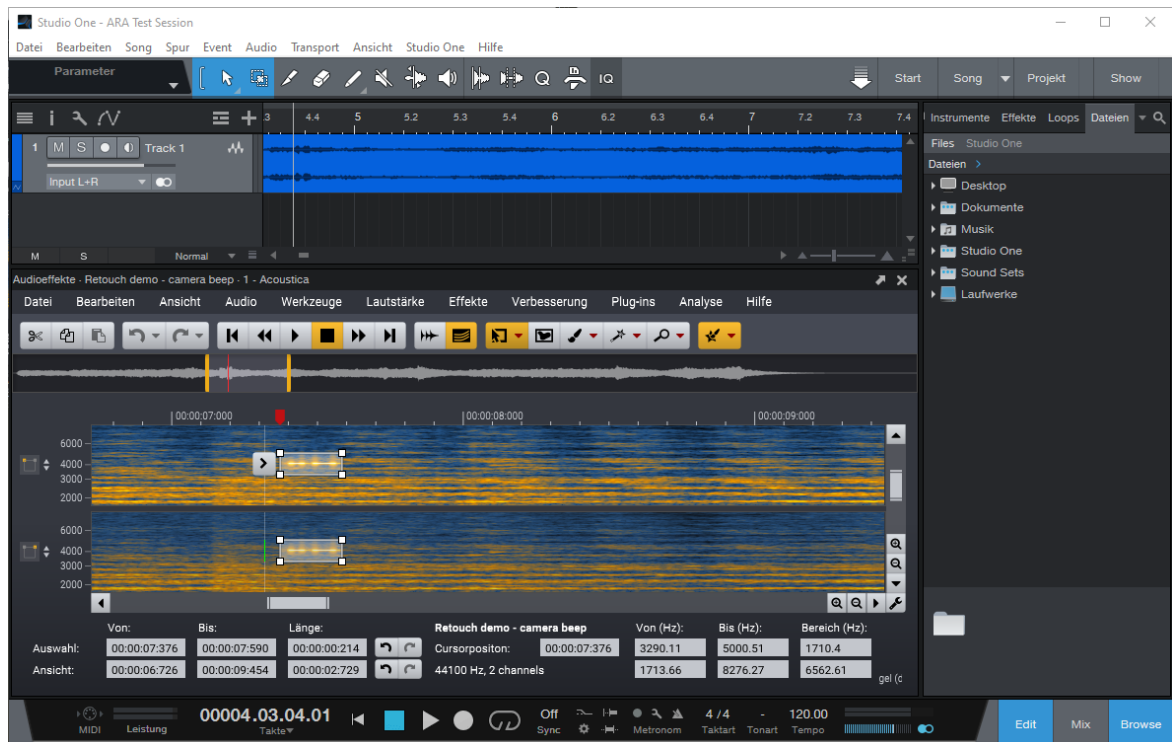 Studio One - ARA Test Session
Datei Bearbeiten Song Spur Event Audio Transport Ansicht Studio One Hilfe
Parameter IQ Start Song Projekt Show
.3 4.4 5 5.2 5.3 5.4 6 6.2 6.3 6.4 7 7.2 7.3 7.4
Instrumente Effekte Loops Dateien
1 M S Track 1
Input L+R
Files Studio One
Dateien
Desktop
Dokumente
Musik
Studio One
Sound Sets
Laufwerke
M S Normal
Audioeffekte - Retouch demo - camera beep - 1 - Acoustica
Datei Bearbeiten Ansicht Audio Werkzeuge Lautstärke Effekte Verbesserung Plug-ins Analyse Hilfe
00:00:07:000 00:00:08:000 00:00:09:000
6000
4000
3000
2000
6000
4000
3000
2000
Von: Bis: Länge: Retouch demo - camera beep Von (Hz): Bis (Hz): Bereich (Hz):
Auswahl: 00:00:07:376 00:00:07:590 00:00:00:214 Cursorpositon: 00:00:07:376 3290.11 5000.51 1710.4
Ansicht: 00:00:06:726 00:00:09:454 00:00:02:729 44100 Hz, 2 channels 1713.66 8276.27 6562.61
gel (c
MIDI Leistung 00004.03.04.01 Takte Off Sync Metronom 4 / 4 Taktart - Tonart 120.00 Tempo Edit Mix Browse